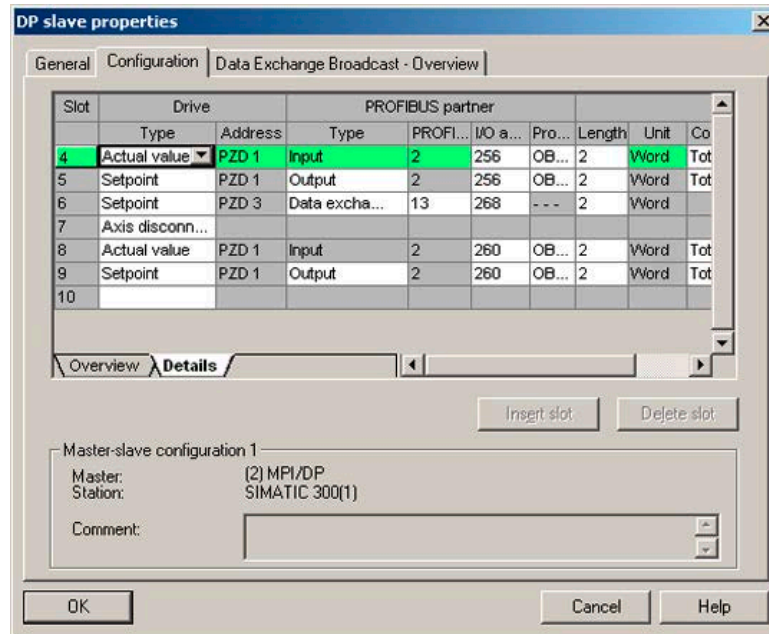 DP slave properties
General Configuration Data Exchange Broadcast - Overview
Slot Drive PROFIBUS partner
Type Address Type PROFI... I/O a... Pro... Length Unit Co
4 Actual value PZD 1 Input 2 256 OB... 2 Word Tot
5 Setpoint PZD 1 Output 2 256 OB... 2 Word Tot
6 Setpoint PZD 3 Data excha... 13 268 - - - 2 Word
7 Axis disconn...
8 Actual value PZD 1 Input 2 260 OB... 2 Word Tot
9 Setpoint PZD 1 Output 2 260 OB... 2 Word Tot
10
Overview Details
Insert slot Delete slot
Master-slave configuration 1
Master: (2) MPI/DP
Station: SIMATIC 300(1)
Comment:
OK Cancel Help